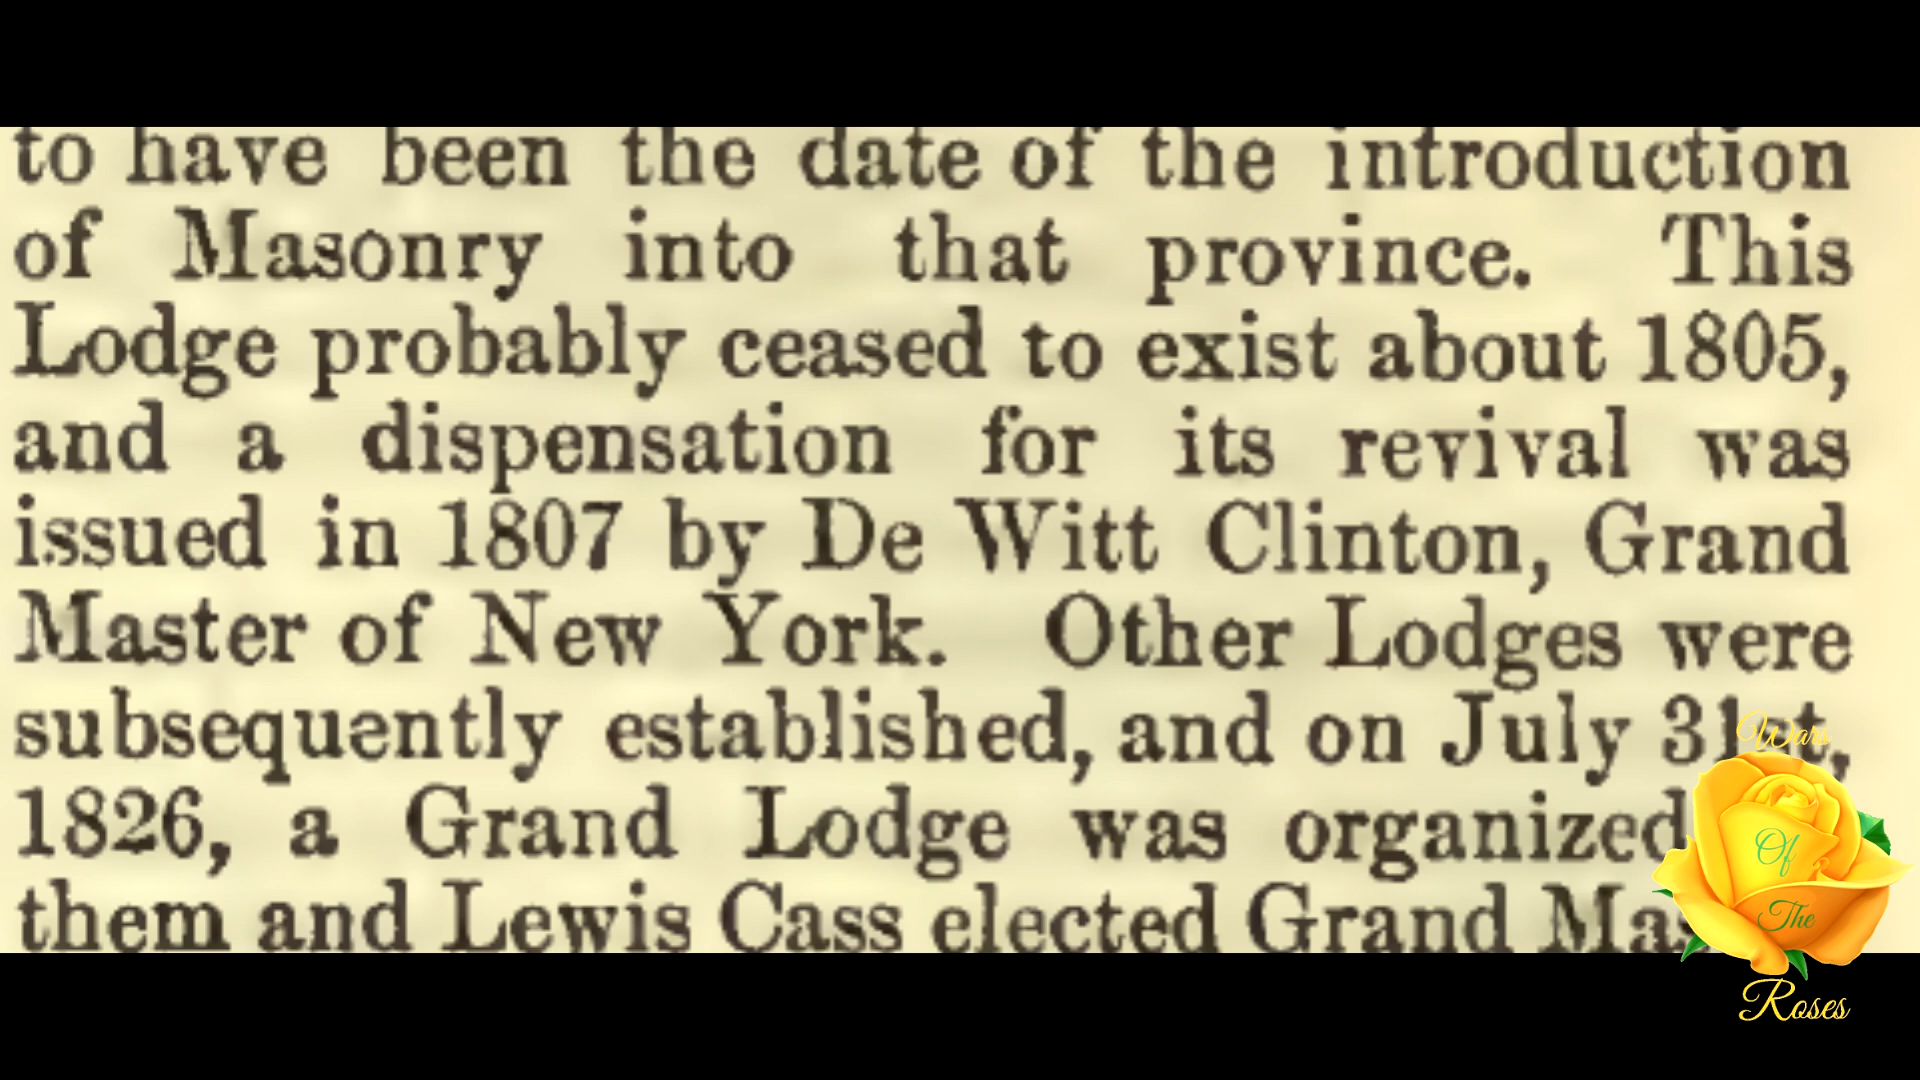 to have been the date of the introduction
of Masonry into that province. This
Lodge probably ceased to exist about 1805,
and a dispensation for its revival was
issued in 1807 by De Witt Clinton, Grand
Master of New York. Other Lodges were
subsequently established, and on July 31st,
1826, a Grand Lodge was organized
them and Lewis Cass elected Grand
Wars
Of
The
Roses